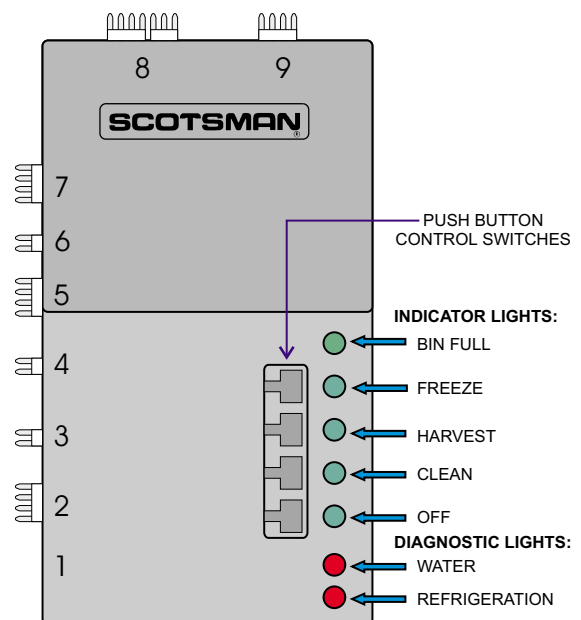 8
9
SCOTSMAN
®
7
6
5
4
3
2
1
PUSH BUTTON
CONTROL SWITCHES
INDICATOR LIGHTS:
BIN FULL
FREEZE
HARVEST
CLEAN
OFF
DIAGNOSTIC LIGHTS:
WATER
REFRIGERATION